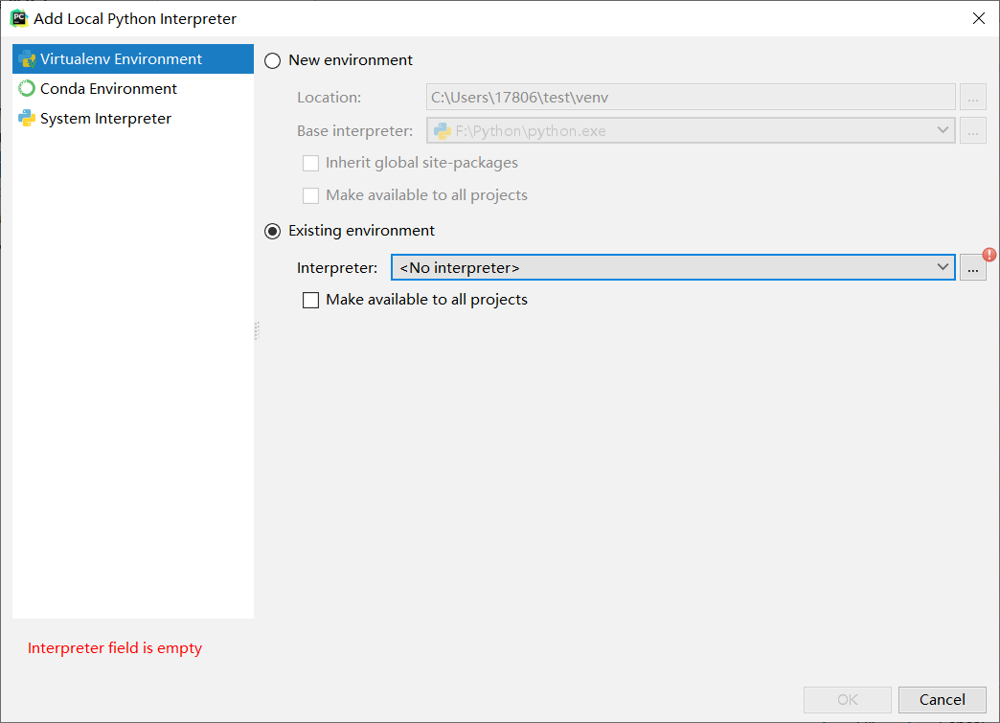 Add Local Python Interpreter
Virtualenv Environment
Conda Environment
System Interpreter
New environment
Location: C:\Users\17806\test\venv ...
Base interpreter: F:\Python\python.exe ...
Inherit global site-packages
Make available to all projects
Existing environment
Interpreter: <No interpreter> ...
Make available to all projects
Interpreter field is empty
OK Cancel